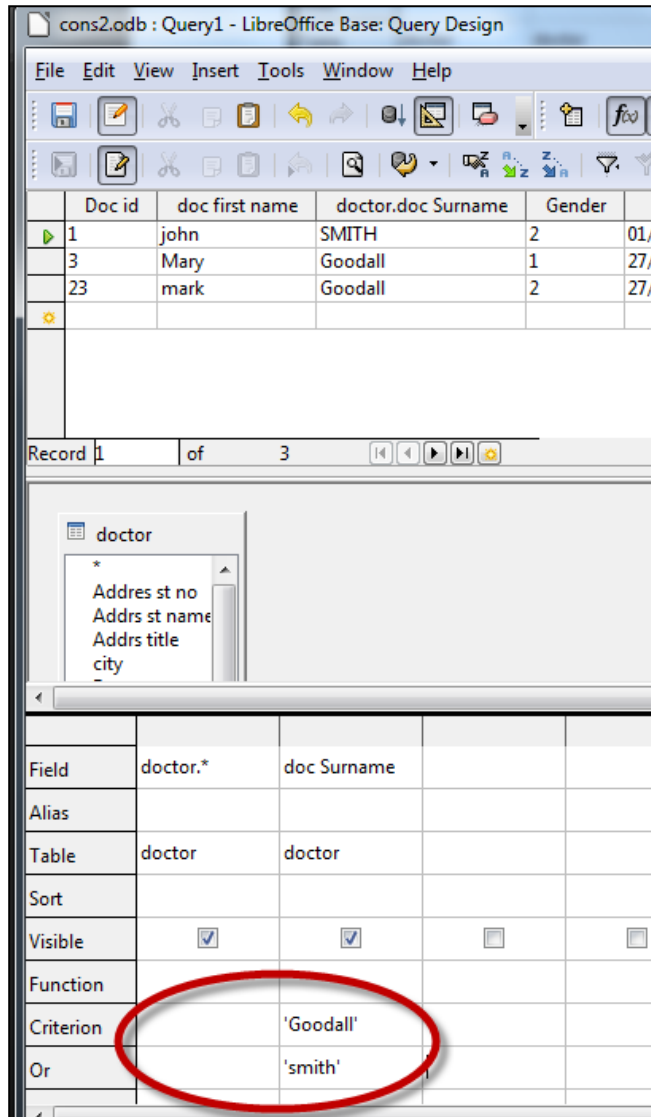 cons2.odb : Query1 - LibreOffice Base: Query Design
File Edit View Insert Tools Window Help
Doc id doc first name doctor.doc Surname Gender
1 john SMITH 2 01/
3 Mary Goodall 1 27/
23 mark Goodall 2 27/
Record 1 of 3
doctor
*
Addres st no
Addrs st name
Addrs title
city
Field doctor.* doc Surname
Alias
Table doctor doctor
Sort
Visible
Function
Criterion 'Goodall'
Or 'smith'